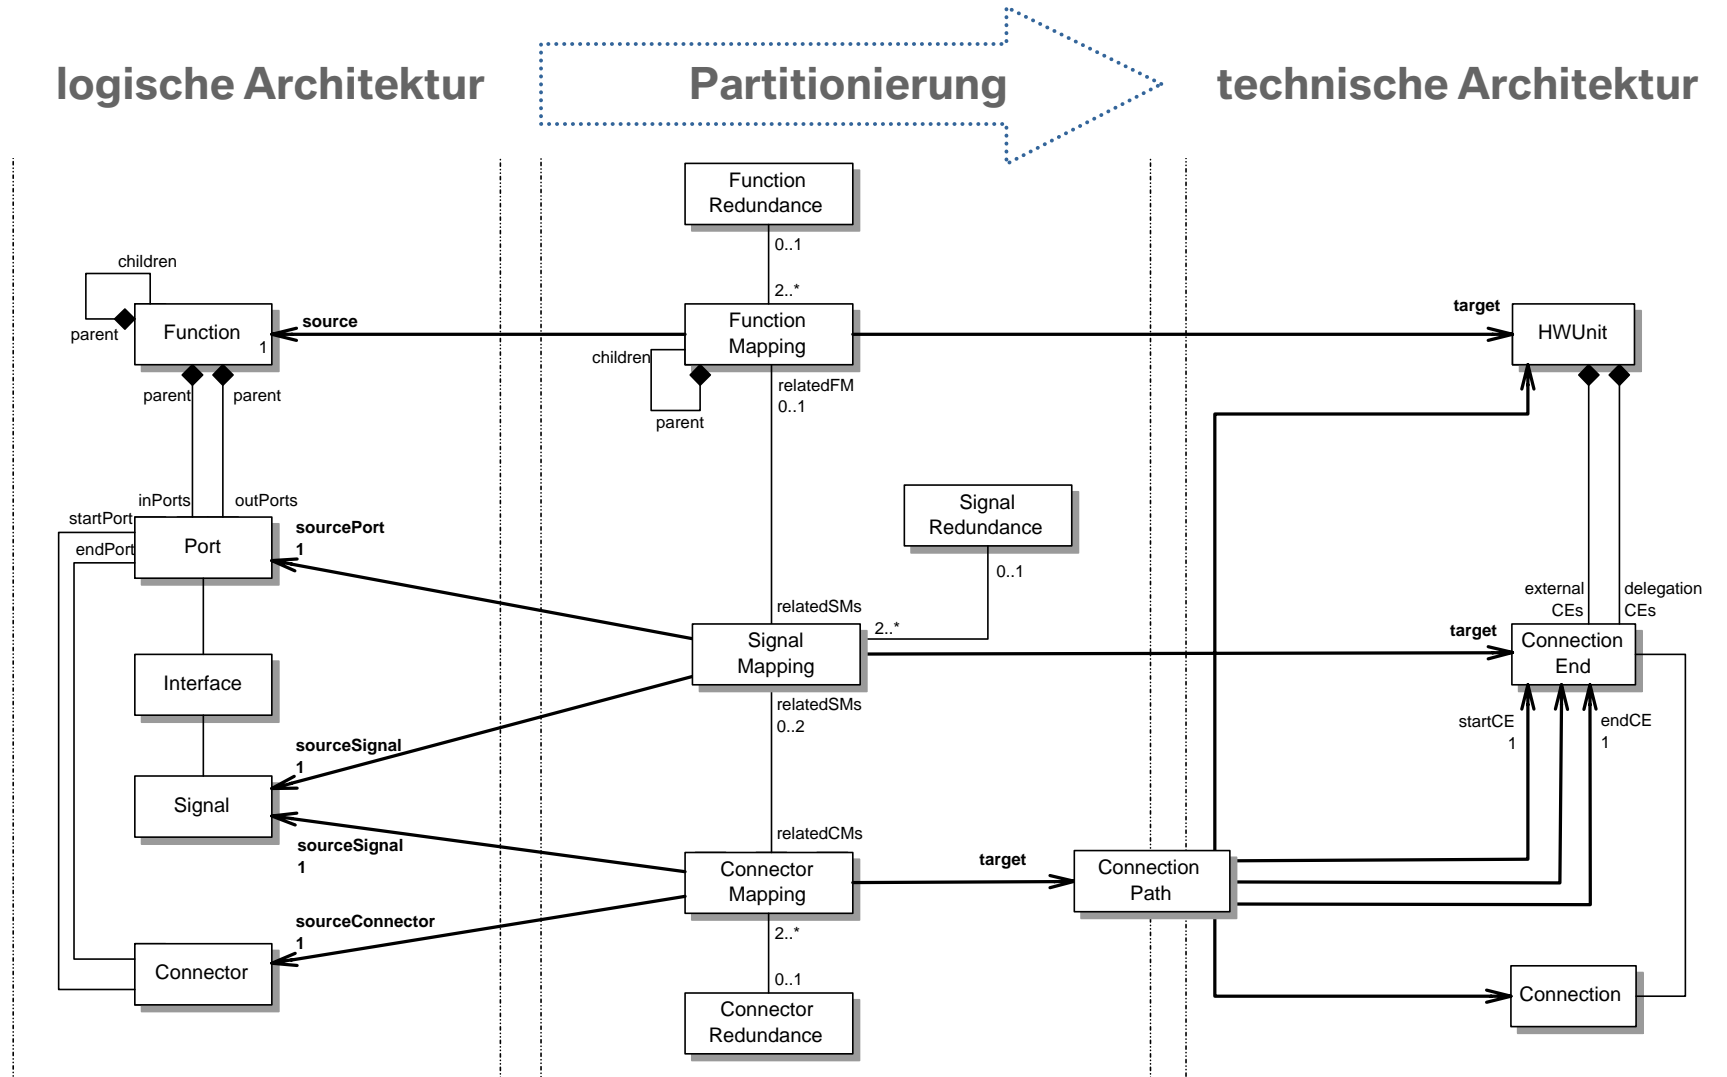 logische Architektur
Partitionierung
technische Architektur
Function
Redundance
0..1
2..*
children
parent
Function
1
source
Function
Mapping
children
parent
relatedFM
0..1
target
HWUnit
parent
parent
inPorts
outPorts
startPort
endPort
Port
sourcePort
1
Signal
Redundance
0..1
2..*
relatedSMs
Signal
Mapping
relatedSMs
0..2
target
external
CEs
delegation
CEs
Connection
End
startCE
1
endCE
1
Interface
sourceSignal
1
Signal
sourceSignal
1
relatedCMs
Connector
Mapping
target
Connection
Path
sourceConnector
1
Connector
2..*
0..1
Connector
Redundance
Connection